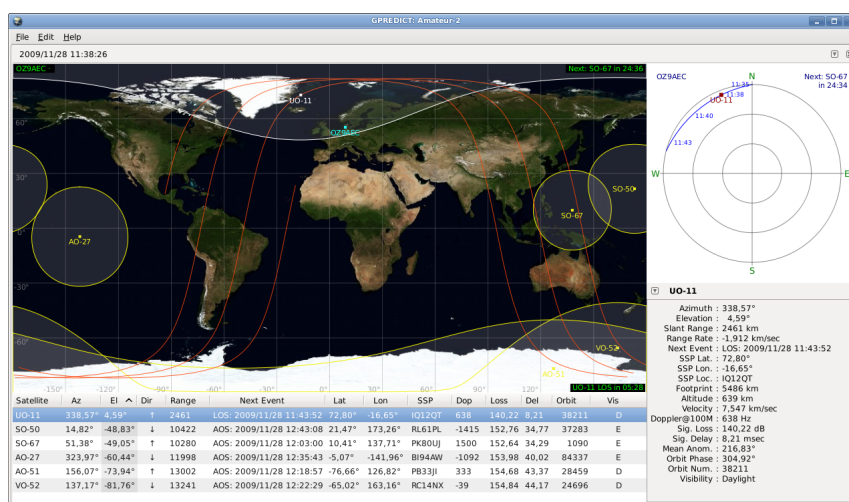 GPREDICT: Amateur-2
File Edit Help
2009/11/28 11:38:26
OZ9AEC -
Next: SO-67 in 24:36
UO-11
OZ9AEC
60°
30°
0°
-30°
-60°
SO-50
SO-67
AO-27
VO-52
AO-51
-150° -120° -90° -60° -30° 0° 30° 60° 90° 120°
UO-11 LOS in 05:28
OZ9AEC
N
Next: SO-67
in 24:34
11:35
11:38
UO-11
11:40
11:43
W
E
S
UO-11
Azimuth : 338,57°
Elevation : 4,59°
Slant Range : 2461 km
Range Rate : -1,912 km/sec
Next Event : LOS: 2009/11/28 11:43:52
SSP Lat. : 72,80°
SSP Lon. : -16,65°
SSP Loc. : IQ12QT
Footprint : 5486 km
Altitude : 639 km
Velocity : 7,547 km/sec
Doppler@100M : 638 Hz
Sig. Loss : 140,22 dB
Sig. Delay : 8,21 msec
Mean Anom. : 216,83°
Orbit Phase : 304,92°
Orbit Num. : 38211
Visibility : Daylight
Satellite Az El Dir Range Next Event Lat Lon SSP Dop Loss Del Orbit Vis
UO-11 338,57° 4,59° ↑ 2461 LOS: 2009/11/28 11:43:52 72,80° -16,65° IQ12QT 638 140,22 8,21 38211 D
SO-50 14,82° -48,83° ↓ 10422 AOS: 2009/11/28 12:43:08 21,47° 173,26° RL61PL -1415 152,76 34,77 37283 E
SO-67 51,38° -49,05° ↑ 10280 AOS: 2009/11/28 12:03:00 10,41° 137,71° PK80UJ 1500 152,64 34,29 1090 E
AO-27 323,97° -60,44° ↓ 11998 AOS: 2009/11/28 12:35:43 -5,07° -141,96° BI94AW -1092 153,98 40,02 84337 E
AO-51 156,07° -73,94° ↑ 13002 AOS: 2009/11/28 12:18:57 -76,66° 126,82° PB33JI 333 154,68 43,37 28459 D
VO-52 137,17° -81,76° ↓ 13241 AOS: 2009/11/28 12:22:29 -65,02° 163,16° RC14NX -39 154,84 44,17 24696 D